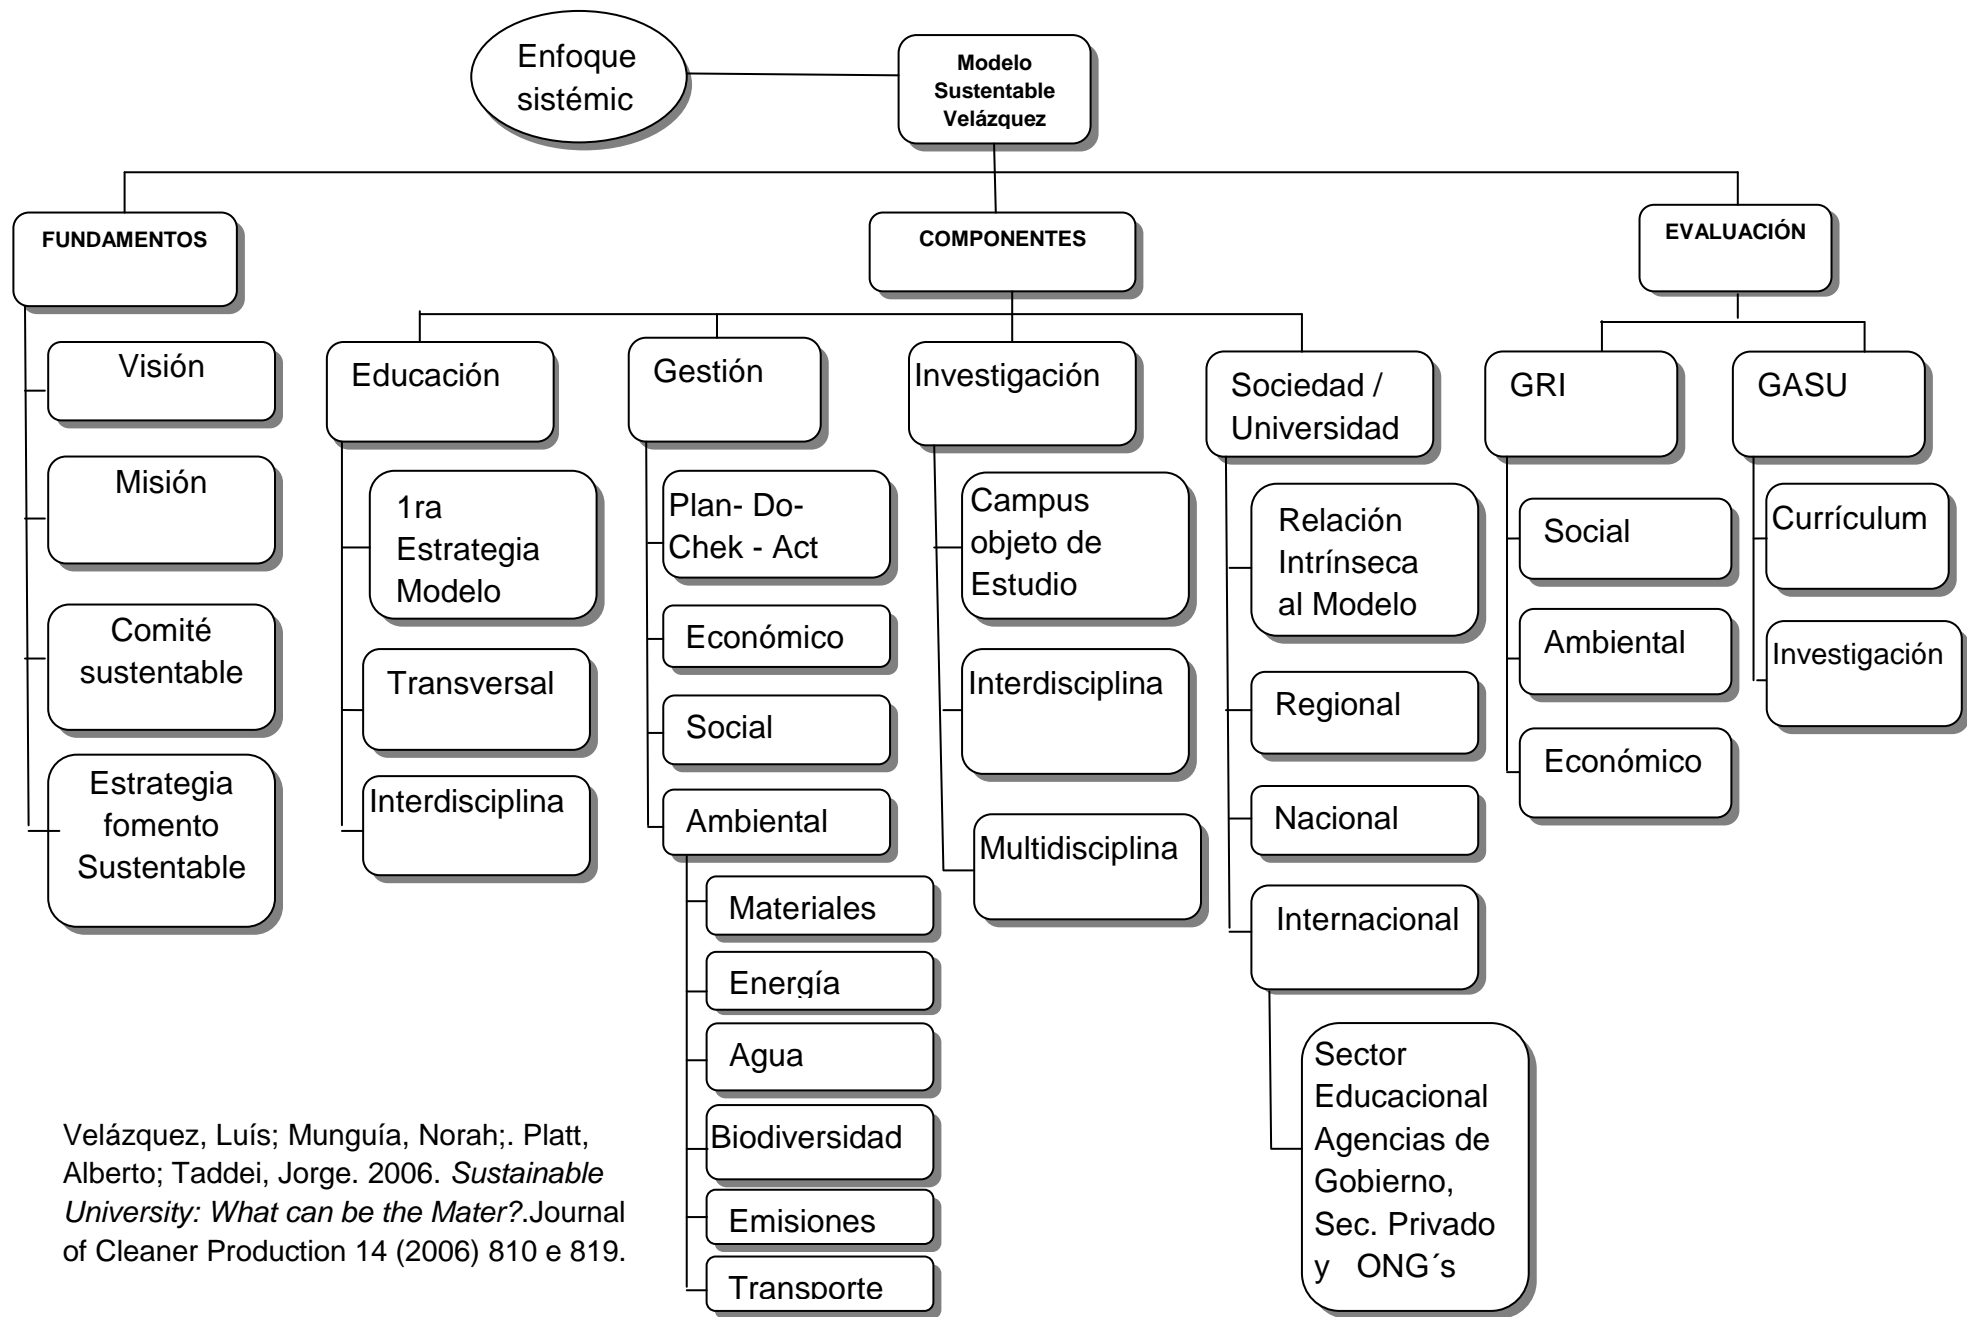 Enfoque
sistémic
Modelo
Sustentable
Velázquez
FUNDAMENTOS
COMPONENTES
EVALUACIÓN
Visión
Misión
Comité
sustentable
Estrategia
fomento
Sustentable
Educación
1ra
Estrategia
Modelo
Transversal
Interdisciplina
Gestión
Plan- Do-
Chek - Act
Económico
Social
Ambiental
Materiales
Energía
Agua
Biodiversidad
Emisiones
Transporte
Investigación
Campus
objeto de
Estudio
Interdisciplina
Multidisciplina
Sociedad /
Universidad
Relación
Intrínseca
al Modelo
Regional
Nacional
Internacional
Sector
Educacional
Agencias de
Gobierno,
Sec. Privado
y ONG´s
GRI
Social
Ambiental
Económico
GASU
Currículum
Investigación
Velázquez, Luís; Munguía, Norah;. Platt,
Alberto; Taddei, Jorge. 2006. Sustainable
University: What can be the Mater?.Journal
of Cleaner Production 14 (2006) 810 e 819.